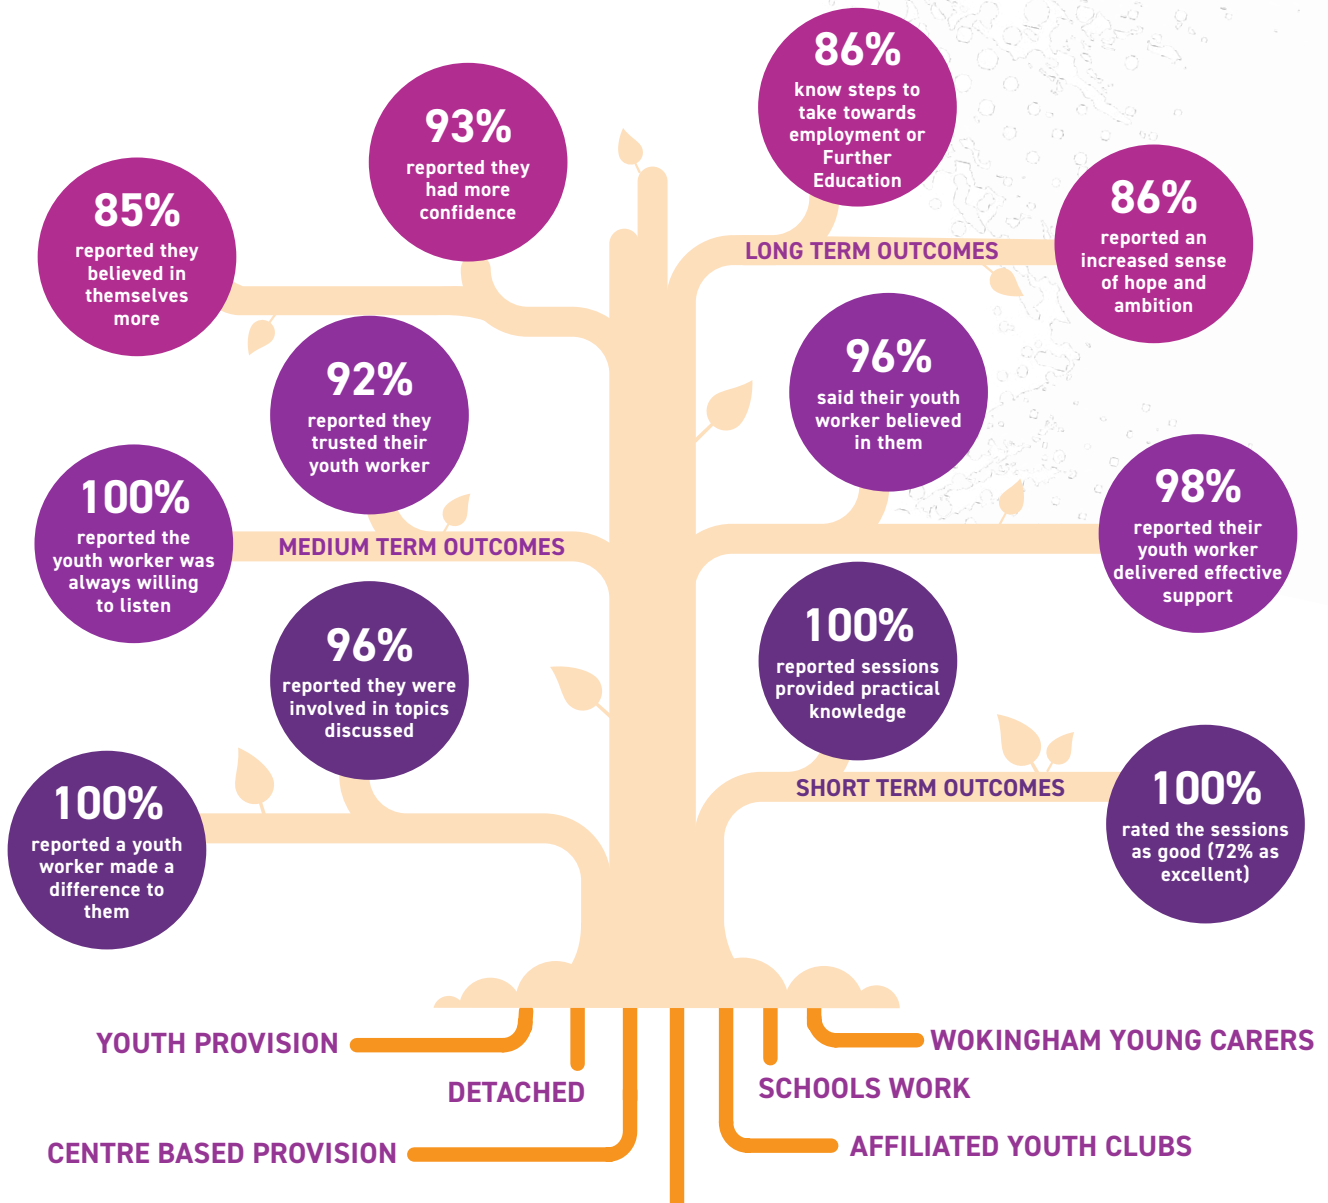 86%
know steps to
take towards
employment or
Further
Education
93%
reported they
had more
confidence
85%
reported they
believed in
themselves
more
86%
reported an
increased sense
of hope and
ambition
LONG TERM OUTCOMES
92%
reported they
trusted their
youth worker
96%
said their youth
worker believed
in them
100%
reported the
youth worker was
always willing
to listen
98%
reported their
youth worker
delivered effective
support
MEDIUM TERM OUTCOMES
96%
reported they were
involved in topics
discussed
100%
reported sessions
provided practical
knowledge
100%
reported a youth
worker made a
difference to
them
100%
rated the sessions
as good (72% as
excellent)
SHORT TERM OUTCOMES
YOUTH PROVISION
WOKINGHAM YOUNG CARERS
DETACHED
SCHOOLS WORK
CENTRE BASED PROVISION
AFFILIATED YOUTH CLUBS